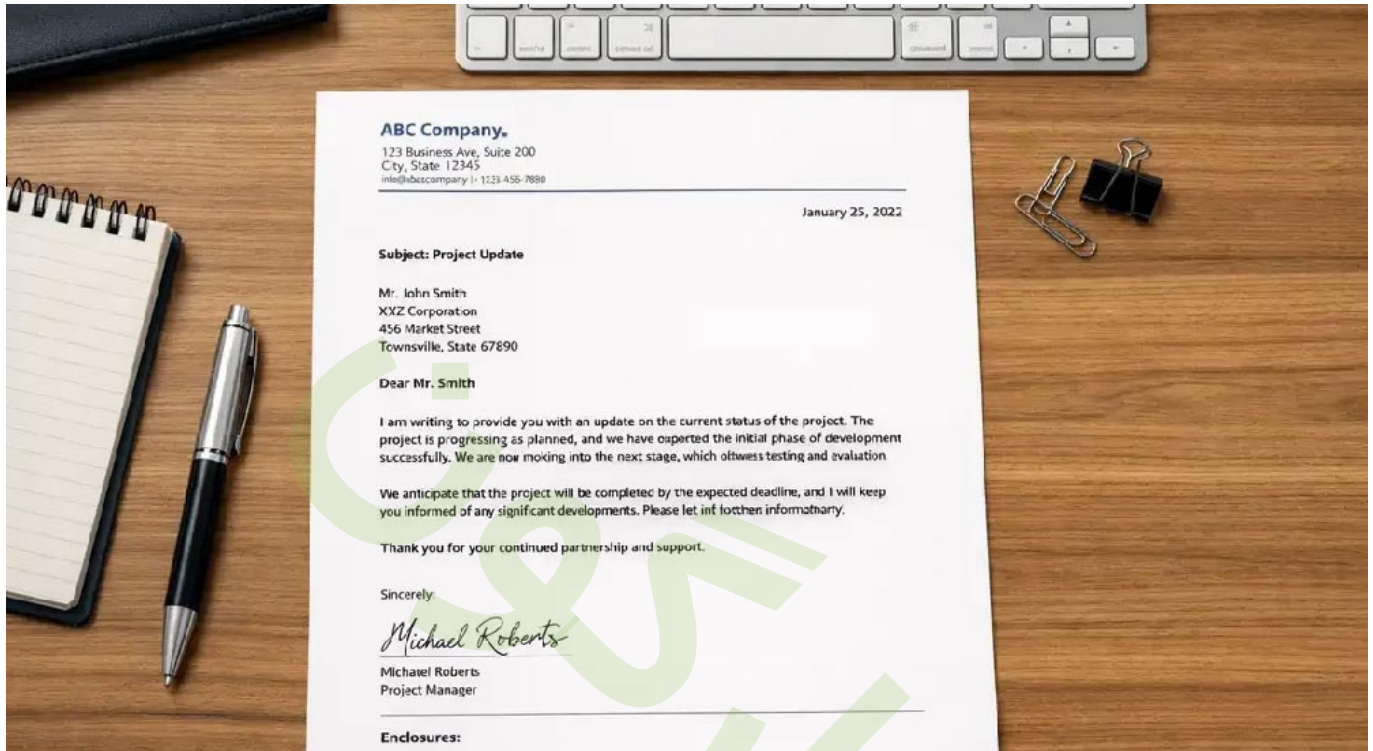 ABC Company.
123 Business Ave, Suite 200
City, State 12345
January 25, 2022
Subject: Project Update
Mr. John Smith
XXZ Corporation
456 Market Street
Townsville, State 67890
Dear Mr. Smith
I am writing to provide you with an update on the current status of the project. The
project is progressing as planned, and we have oxperted the initial phase of development
successfully. We are now moking into the next stage, which testing and evaluation
We anticipate that the project will be completed by the expected deadline, and I will keep
you informed of any significant developments. Please let inf
Thank you for your continued partnership and support.
Sincerely,
Michael Roberts
Michael Roberts
Project Manager
Enclosures: